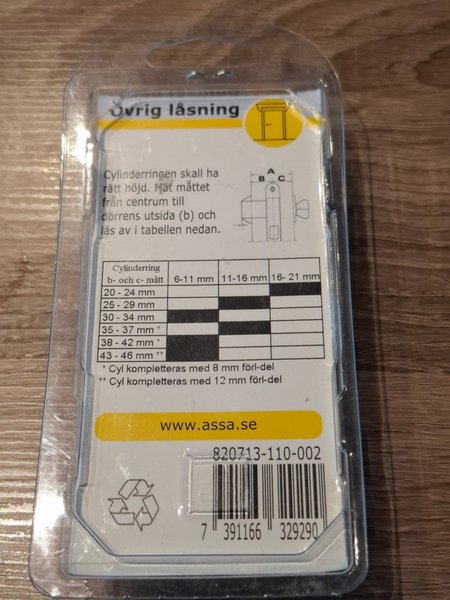 Övrig låsning
Cylinderringen skall ha
rätt höjd. Mät måttet
från centrum till
dörrens utsida (b) och
läs av i tabellen nedan.
A
B C
Cylinderring
b- och c- mått 6-11 mm 11-16 mm 16- 21 mm
20 - 24 mm
25 - 29 mm
30 - 34 mm
35 - 37 mm *
38 - 42 mm *
43 - 46 mm **
* Cyl kompletteras med 8 mm förl-del
** Cyl kompletteras med 12 mm förl-del
www.assa.se
820713-110-002
7 391166 329290